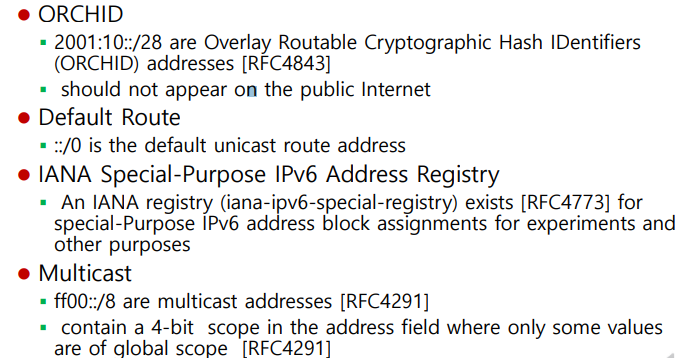 ORCHID
2001:10::/28 are Overlay Routable Cryptographic Hash IDentifiers
(ORCHID) addresses [RFC4843]
should not appear on the public Internet
Default Route
::/0 is the default unicast route address
IANA Special-Purpose IPv6 Address Registry
An IANA registry (iana-ipv6-special-registry) exists [RFC4773] for
special-Purpose IPv6 address block assignments for experiments and
other purposes
Multicast
ff00::/8 are multicast addresses [RFC4291]
contain a 4-bit scope in the address field where only some values
are of global scope [RFC4291]